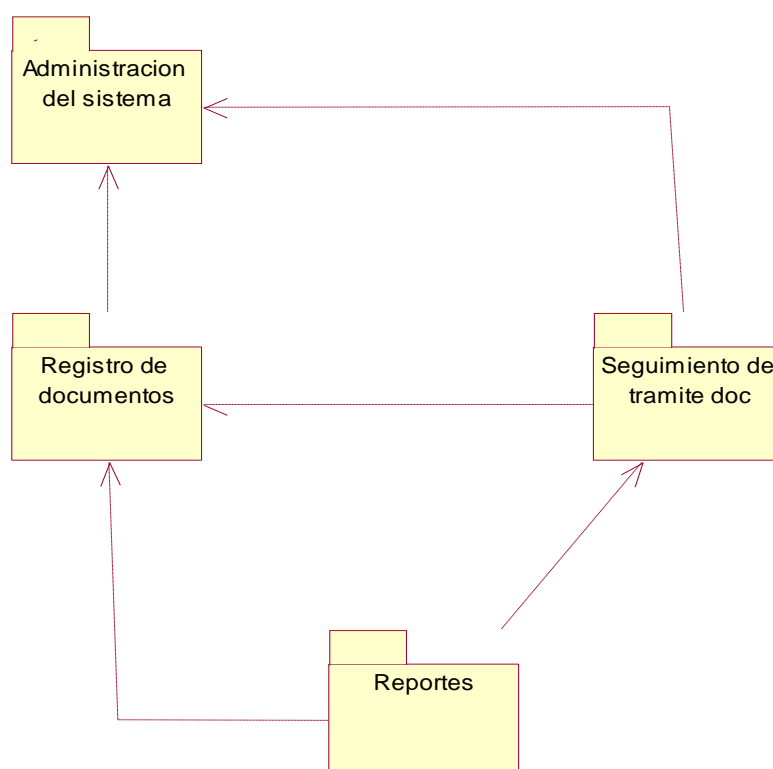 Administracion
del sistema
Registro de
documentos
Seguimiento de
tramite doc
Reportes